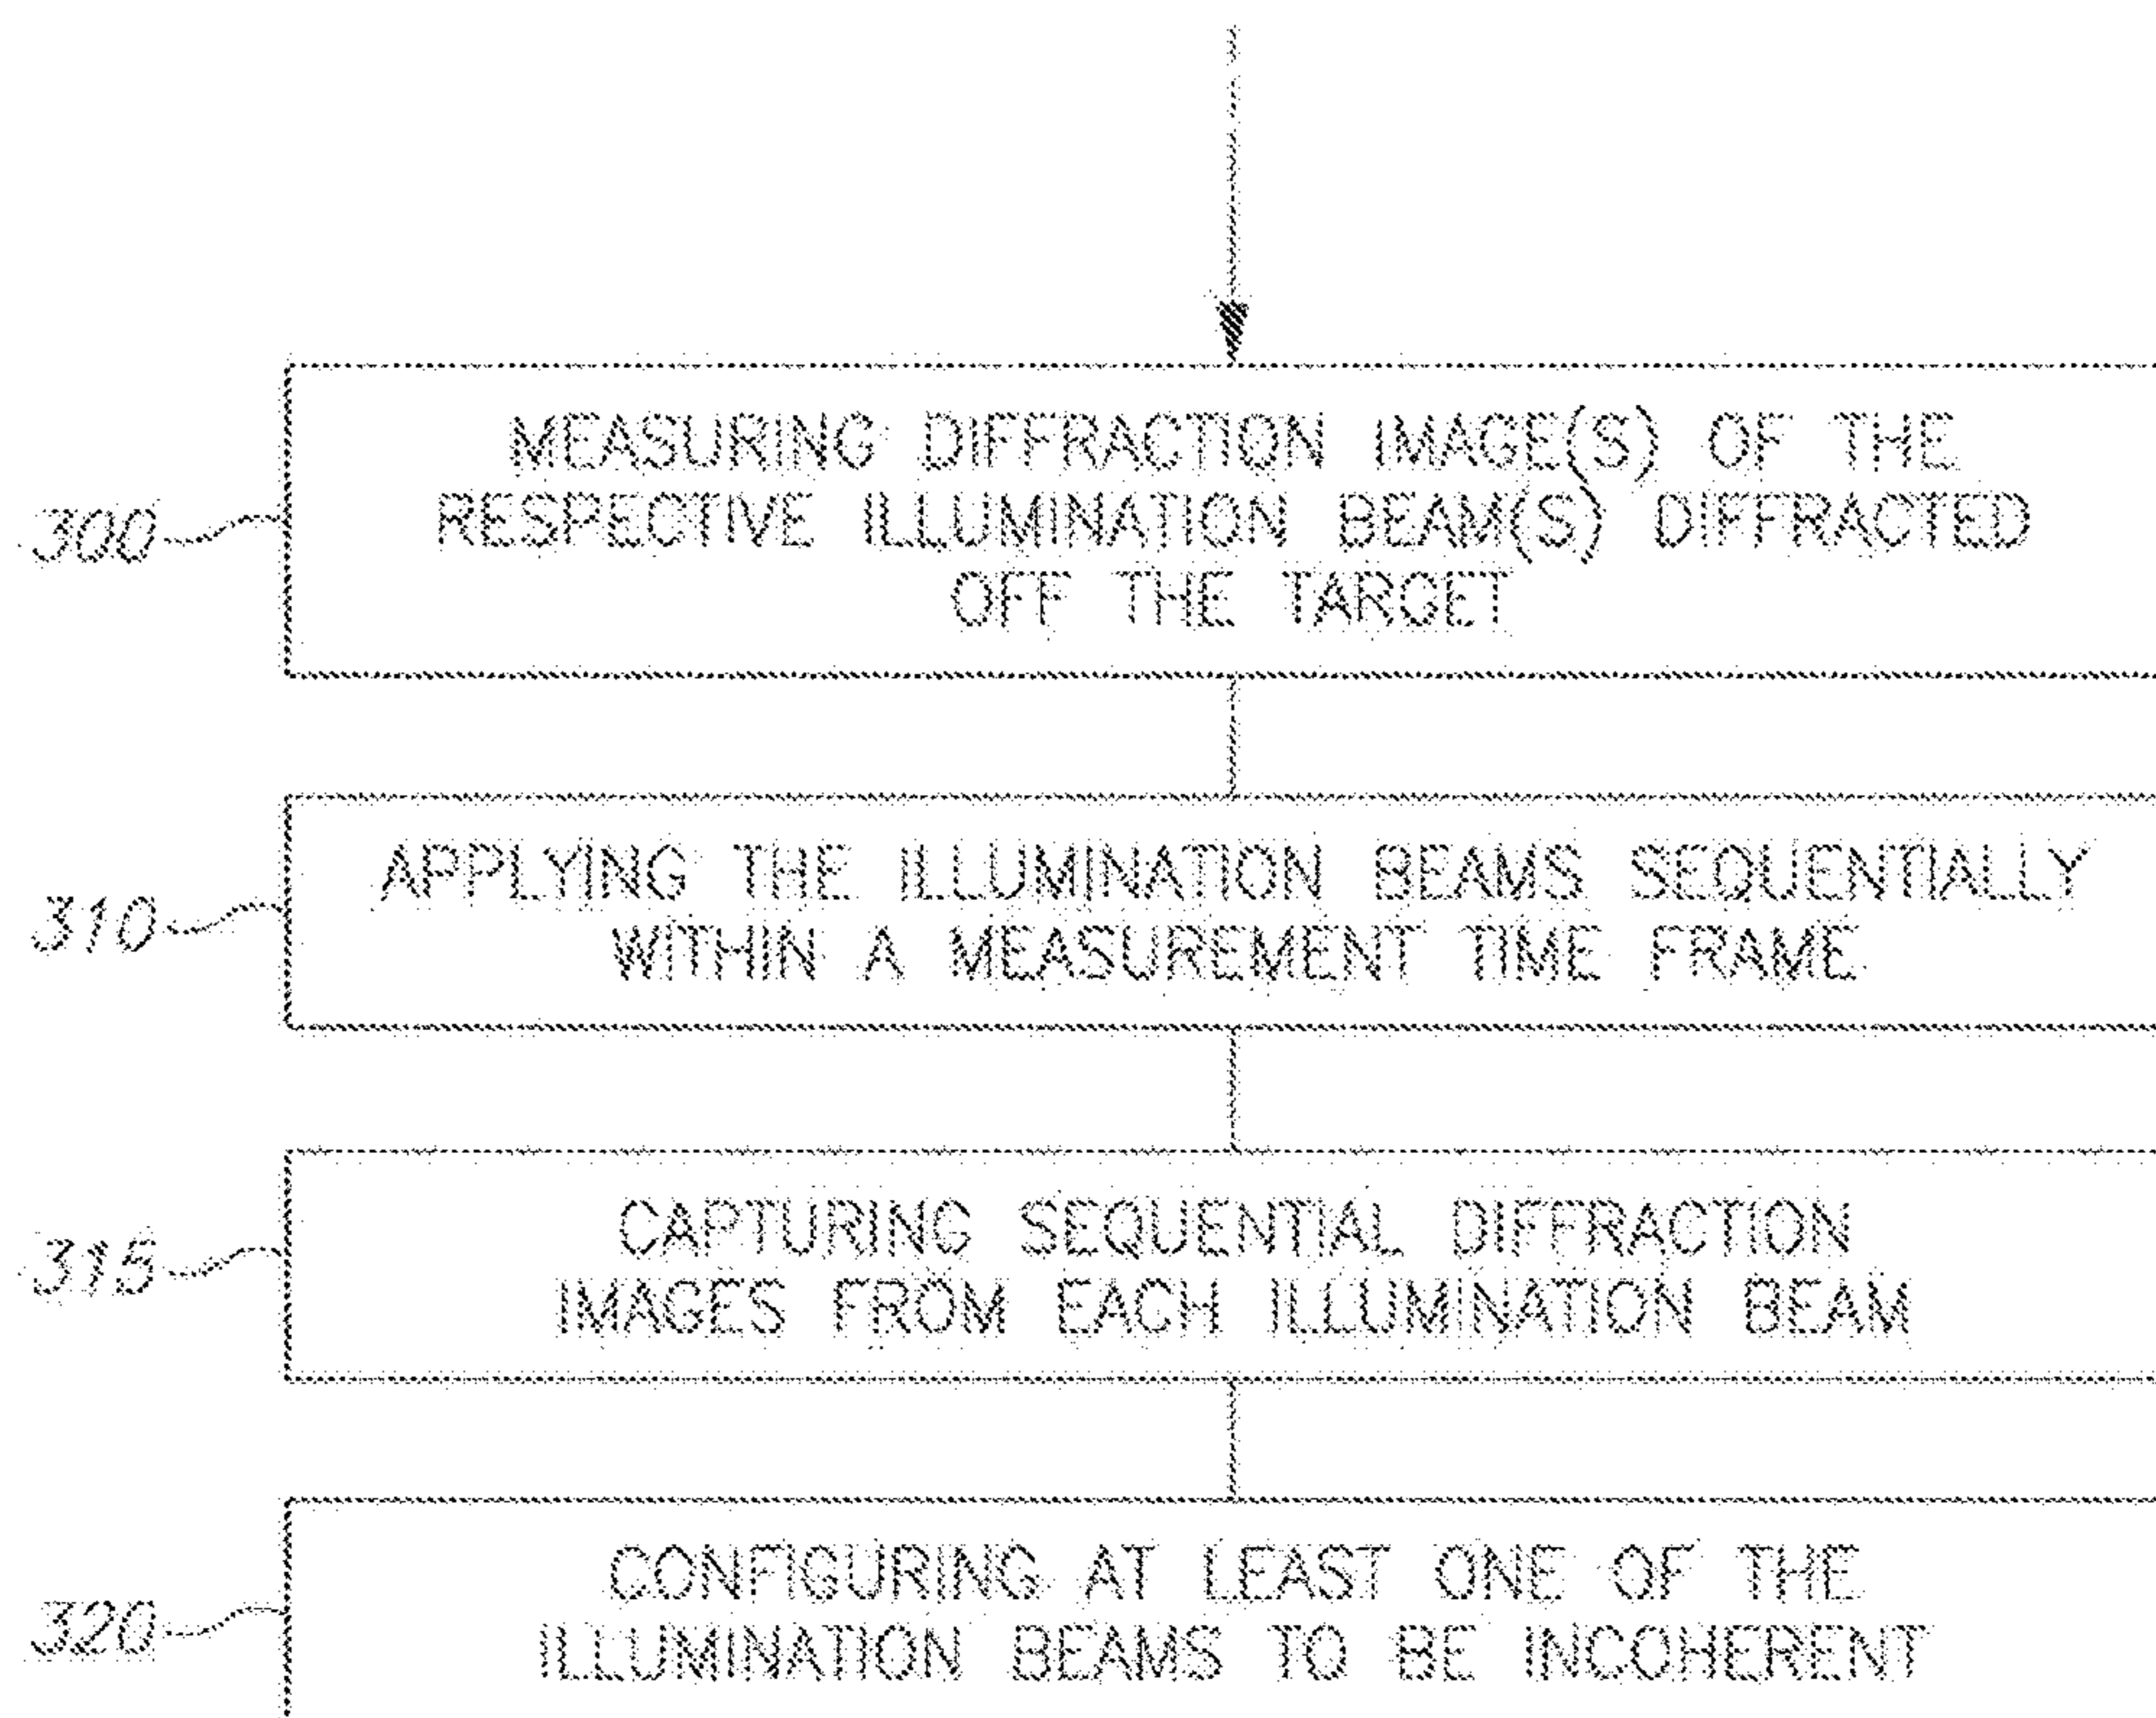 MEASURING DIFFRACTION IMAGE(S) OF THE
300
RESPECTIVE ILLUMINATION BEAM(S) DIFFRACTED
OFF THE TARGET
APPLYING THE ILLUMINATION BEAMS SEQUENTIALLY
310
WITHIN A MEASUREMENT TIME FRAME
CAPTURING SEQUENTIAL DIFFRACTION
315
IMAGES FROM EACH ILLUMINATION BEAM
CONFIGURING AT LEAST ONE OF THE
320
ILLUMINATION BEAMS TO BE INCOHERENT